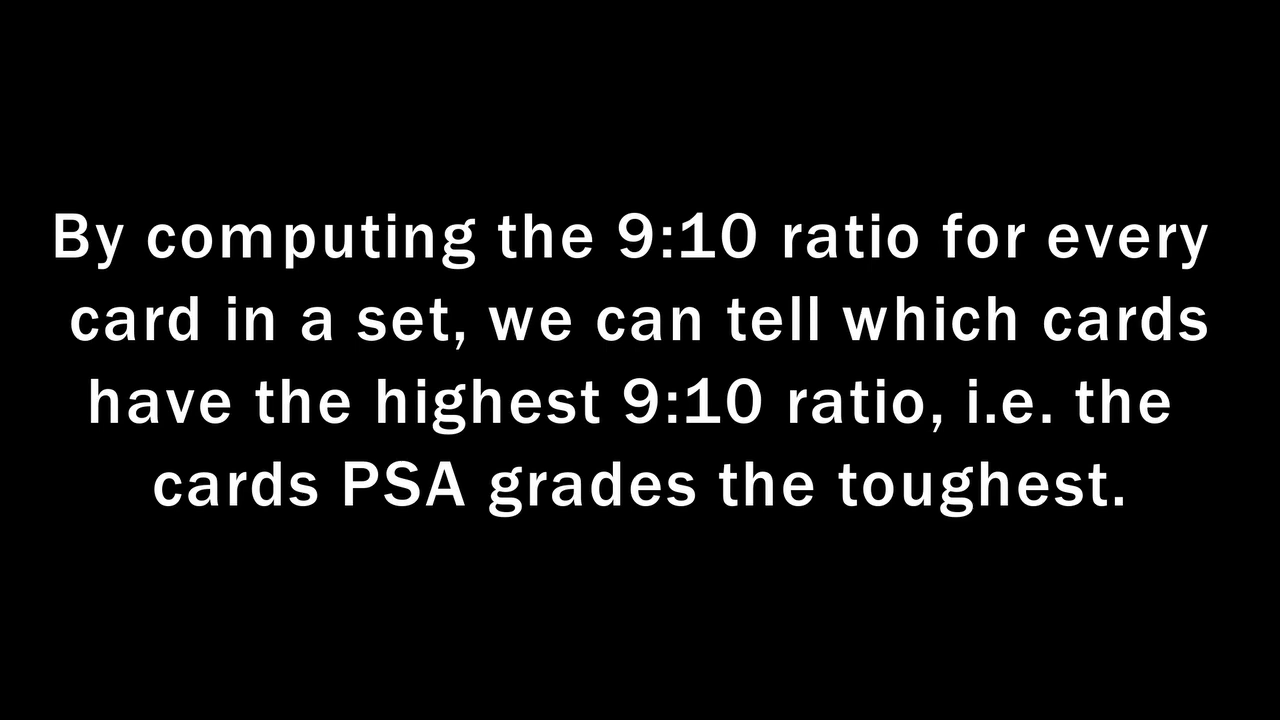 By computing the 9:10 ratio for every
card in a set, we can tell which cards
have the highest 9:10 ratio, i.e. the
cards PSA grades the toughest.